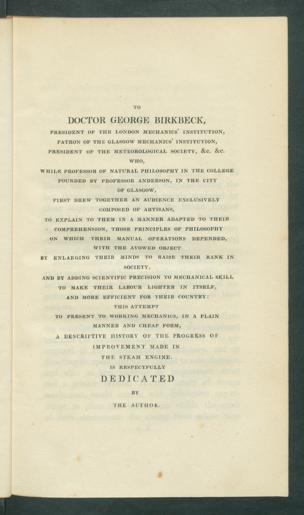 TO
DOCTOR GEORGE BIRKBECK,
PRESIDENT OF THE LONDON MECHANICS' INSTITUTION,
PATRON OF THE GLASGOW MECHANICS' INSTITUTION,
PRESIDENT OF THE METEOROLOGICAL SOCIETY, &c. &c.
WHO,
WHILE PROFESSOR OF NATURAL PHILOSOPHY IN THE COLLEGE
FOUNDED BY PROFESSOR ANDERSON, IN THE CITY
OF GLASGOW,
FIRST DREW TOGETHER AN AUDIENCE EXCLUSIVELY
COMPOSED OF ARTISANS,
TO EXPLAIN TO THEM IN A MANNER ADAPTED TO THEIR
COMPREHENSION, THOSE PRINCIPLES OF PHILOSOPHY
ON WHICH THEIR MANUAL OPERATIONS DEPENDED,
WITH THE AVOWED OBJECT
BY ENLARGING THEIR MINDS TO RAISE THEIR RANK IN
SOCIETY,
AND BY ADDING SCIENTIFIC PRECISION TO MECHANICAL SKILL
TO MAKE THEIR LABOUR LIGHTER IN ITSELF,
AND MORE EFFICIENT FOR THEIR COUNTRY:
THIS ATTEMPT
TO PRESENT TO WORKING MECHANICS, IN A PLAIN
MANNER AND CHEAP FORM,
A DESCRIPTIVE HISTORY OF THE PROGRESS OF
IMPROVEMENT MADE IN
THE STEAM ENGINE.
IS RESPECTFULLY
DEDICATED
BY
THE AUTHOR.